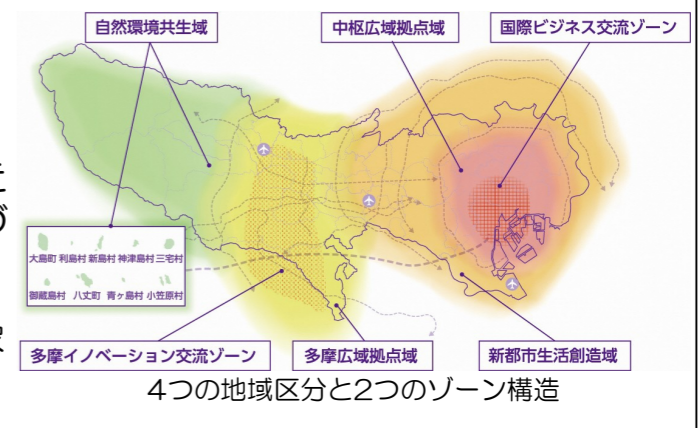 自然環境共生域
中枢広域拠点域
国際ビジネス交流ゾーン
大島町 利島村 新島村 神津島村 三宅村
御蔵島村 八丈町 青ヶ島村 小笠原村
多摩イノベーション交流ゾーン
多摩広域拠点域
新都市生活創造域
4つの地域区分と2つのゾーン構造